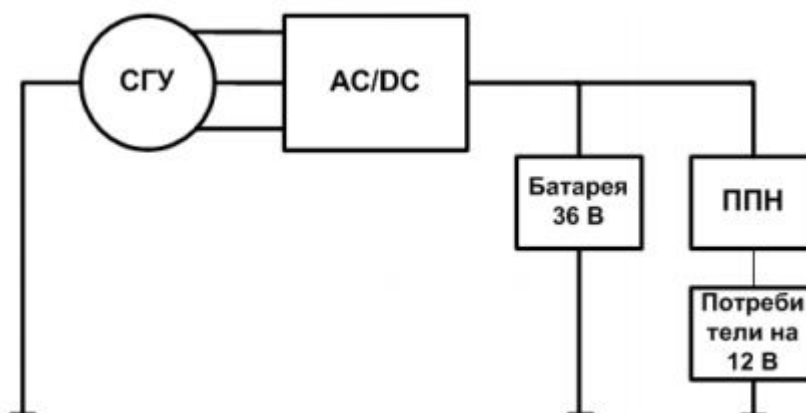 СГУ
AC/DC
Батарея
36 В
ППН
Потреби
тели на
12 В